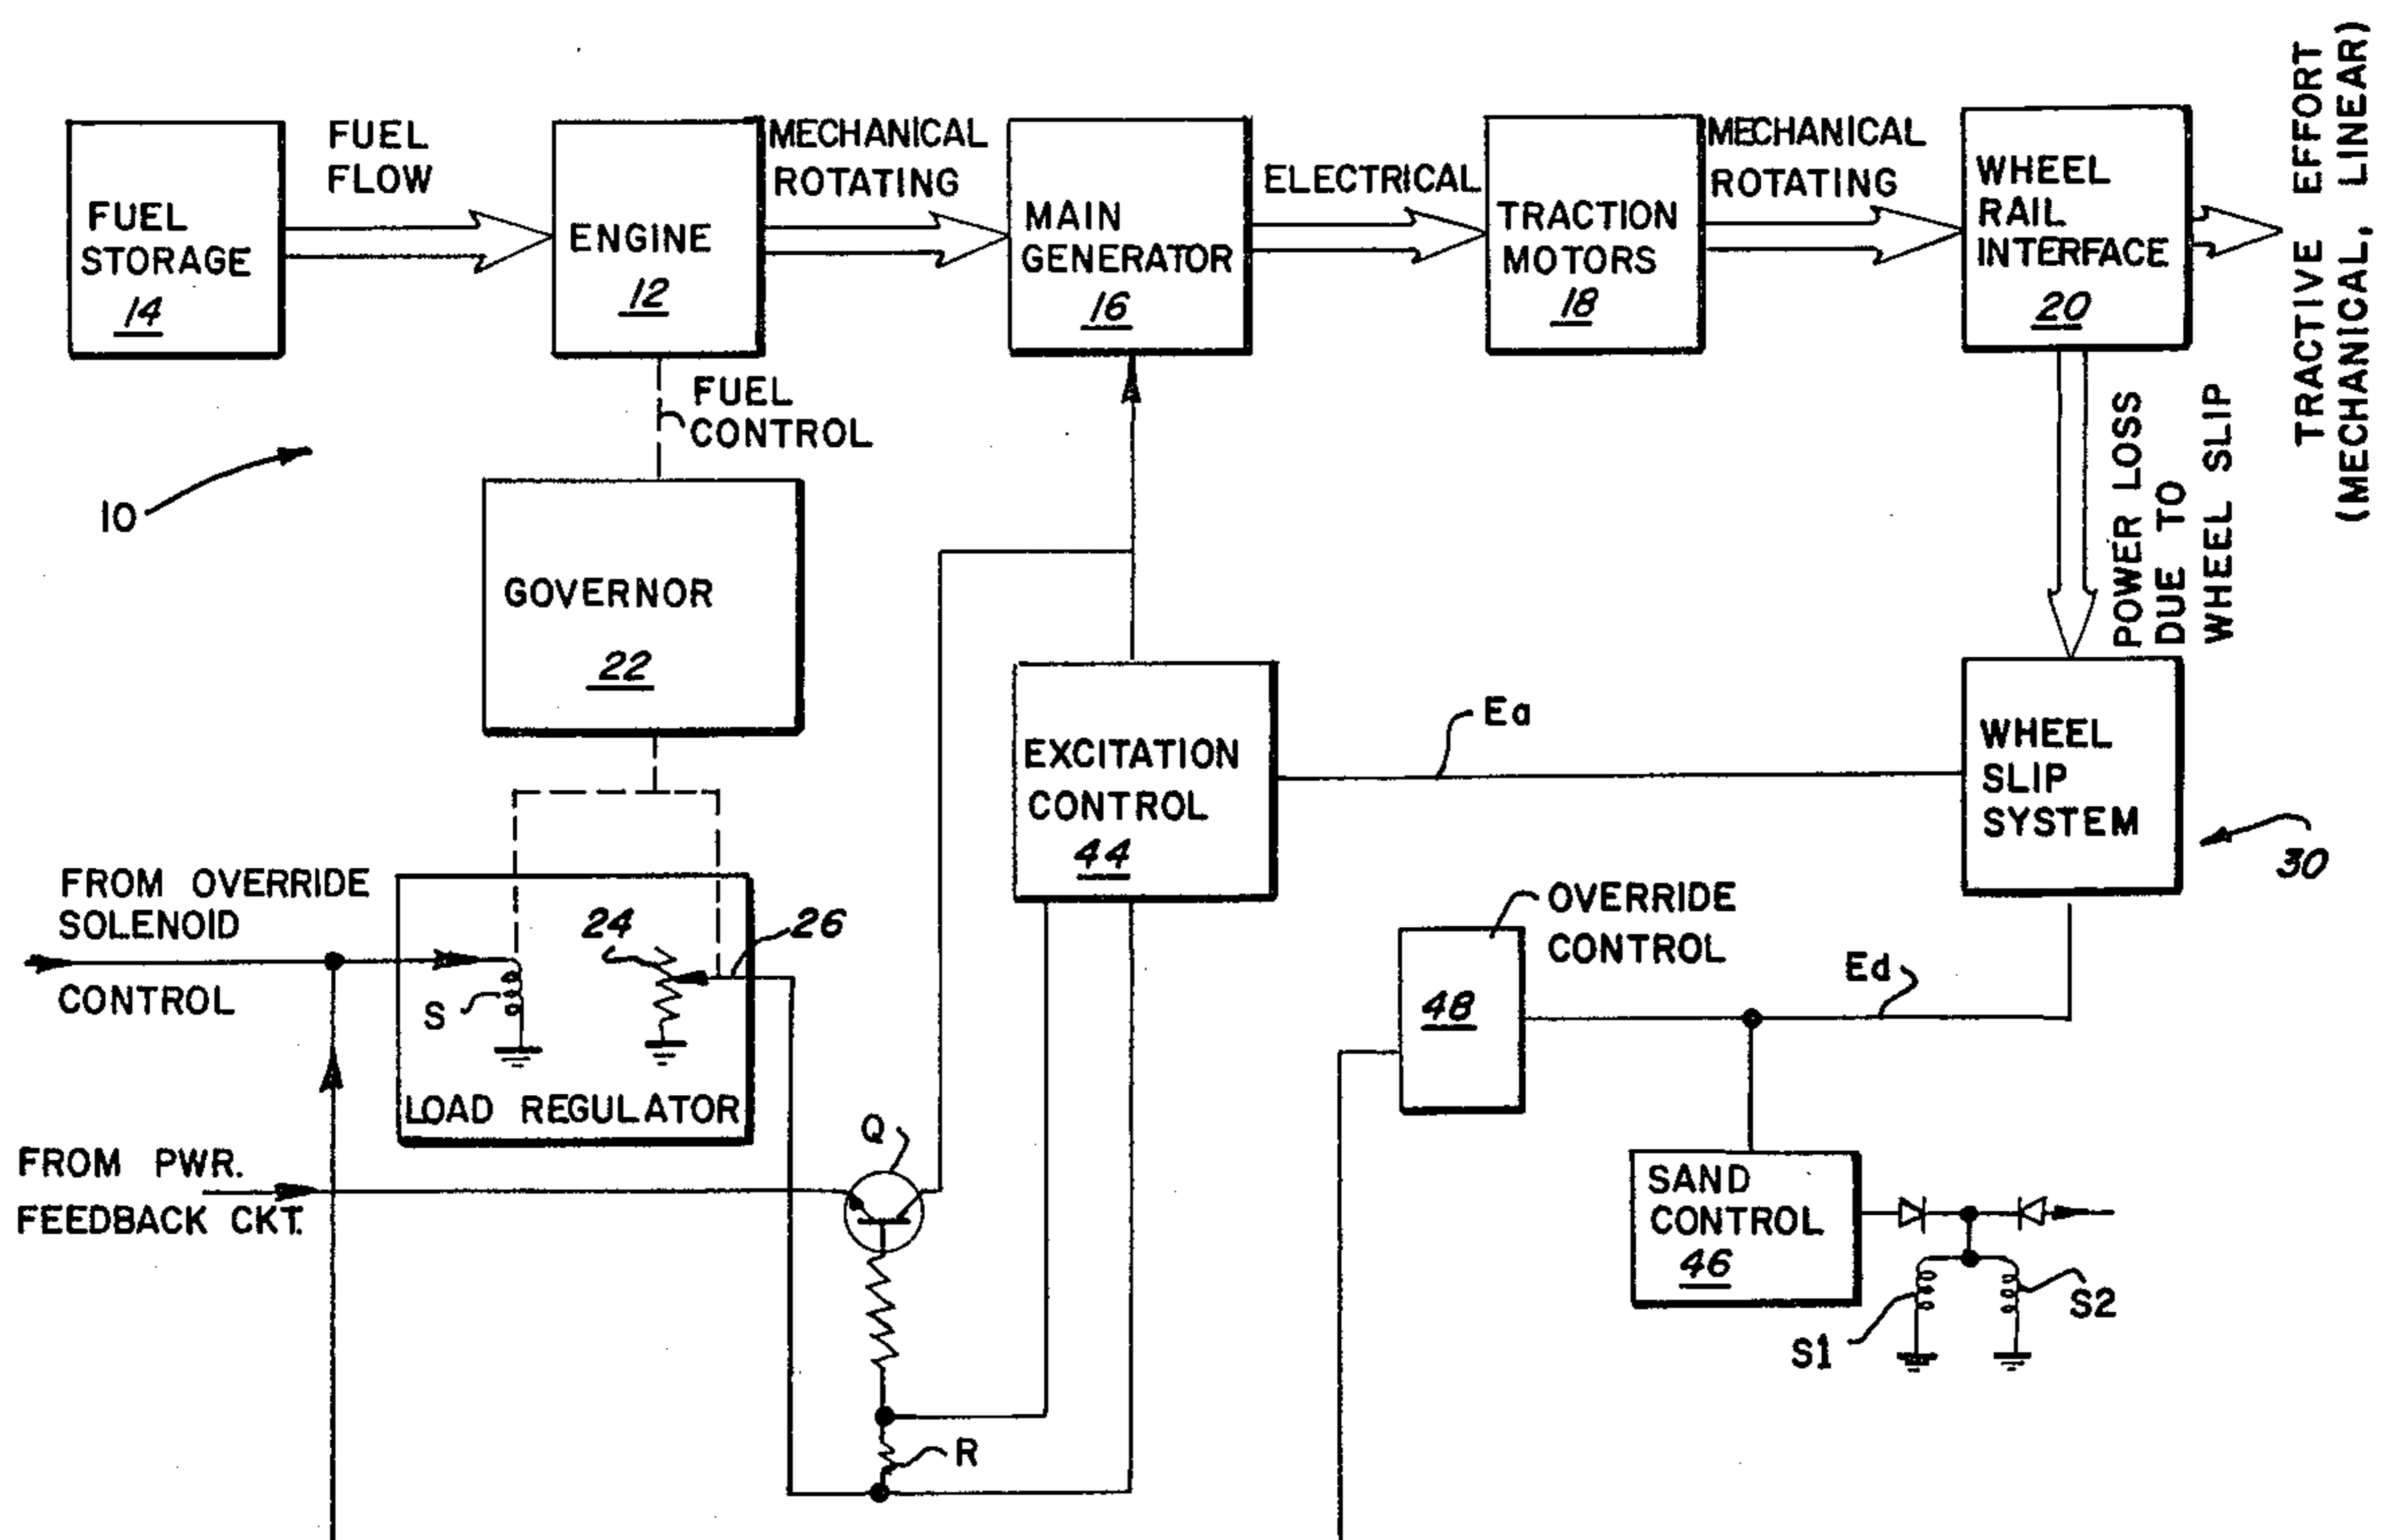 FUEL
FLOW
MECHANICAL
ROTATING
ELECTRICAL
MECHANICAL
ROTATING
TRACTIVE EFFORT
(MECHANICAL, LINEAR)
FUEL
STORAGE
14
ENGINE
12
MAIN
GENERATOR
16
TRACTION
MOTORS
18
WHEEL
RAIL
INTERFACE
20
FUEL
CONTROL
POWER LOSS
DUE TO
WHEEL SLIP
10
GOVERNOR
22
EXCITATION
CONTROL
44
Ea
WHEEL
SLIP
SYSTEM
30
FROM OVERRIDE
SOLENOID
CONTROL
24
26
S
LOAD REGULATOR
OVERRIDE
CONTROL
48
Ed
FROM PWR.
FEEDBACK CKT.
Q
SAND
CONTROL
46
S1
S2
R